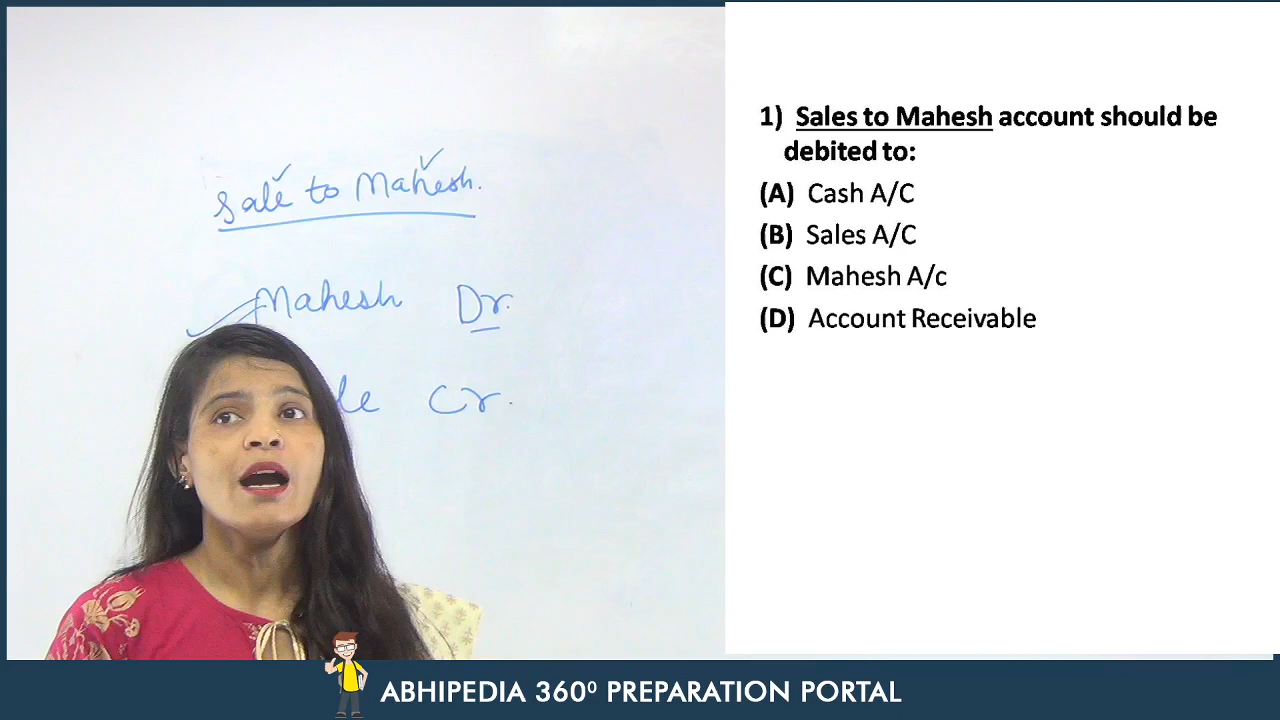 Sale to Mahesh.
Mahesh Dr.
Cr.
1) Sales to Mahesh account should be
debited to:
(A) Cash A/C
(B) Sales A/C
(C) Mahesh A/c
(D) Account Receivable
ABHIPEDIA 360⁰ PREPARATION PORTAL